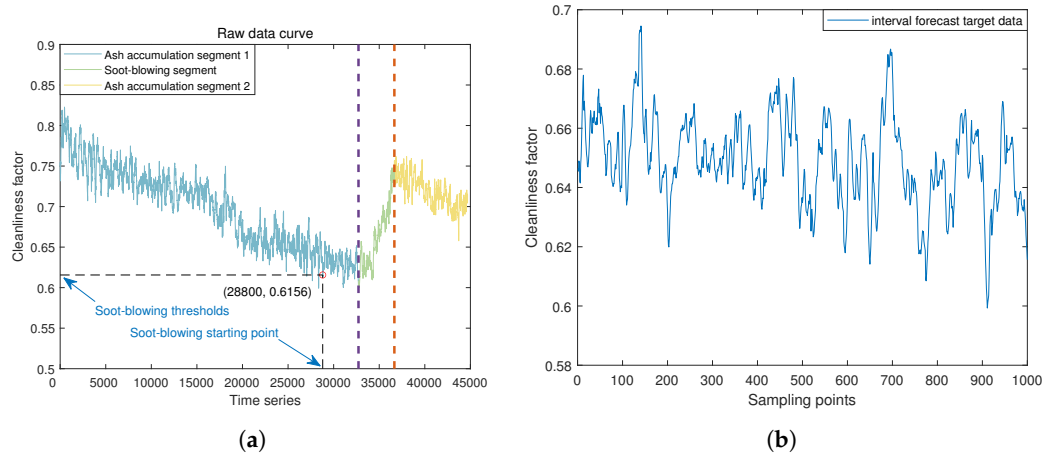 Raw data curve
Ash accumulation segment 1
Soot-blowing segment
Ash accumulation segment 2
Cleanliness factor
0.9
0.85
0.8
0.75
0.7
0.65
0.6
0.55
0.5
(28800, 0.6156)
Soot-blowing thresholds
Soot-blowing starting point
0 5000 10000 15000 20000 25000 30000 35000 40000 45000
Time series
(a)
interval forecast target data
Cleanliness factor
0.7
0.68
0.66
0.64
0.62
0.6
0.58
0 100 200 300 400 500 600 700 800 900 1000
Sampling points
(b)